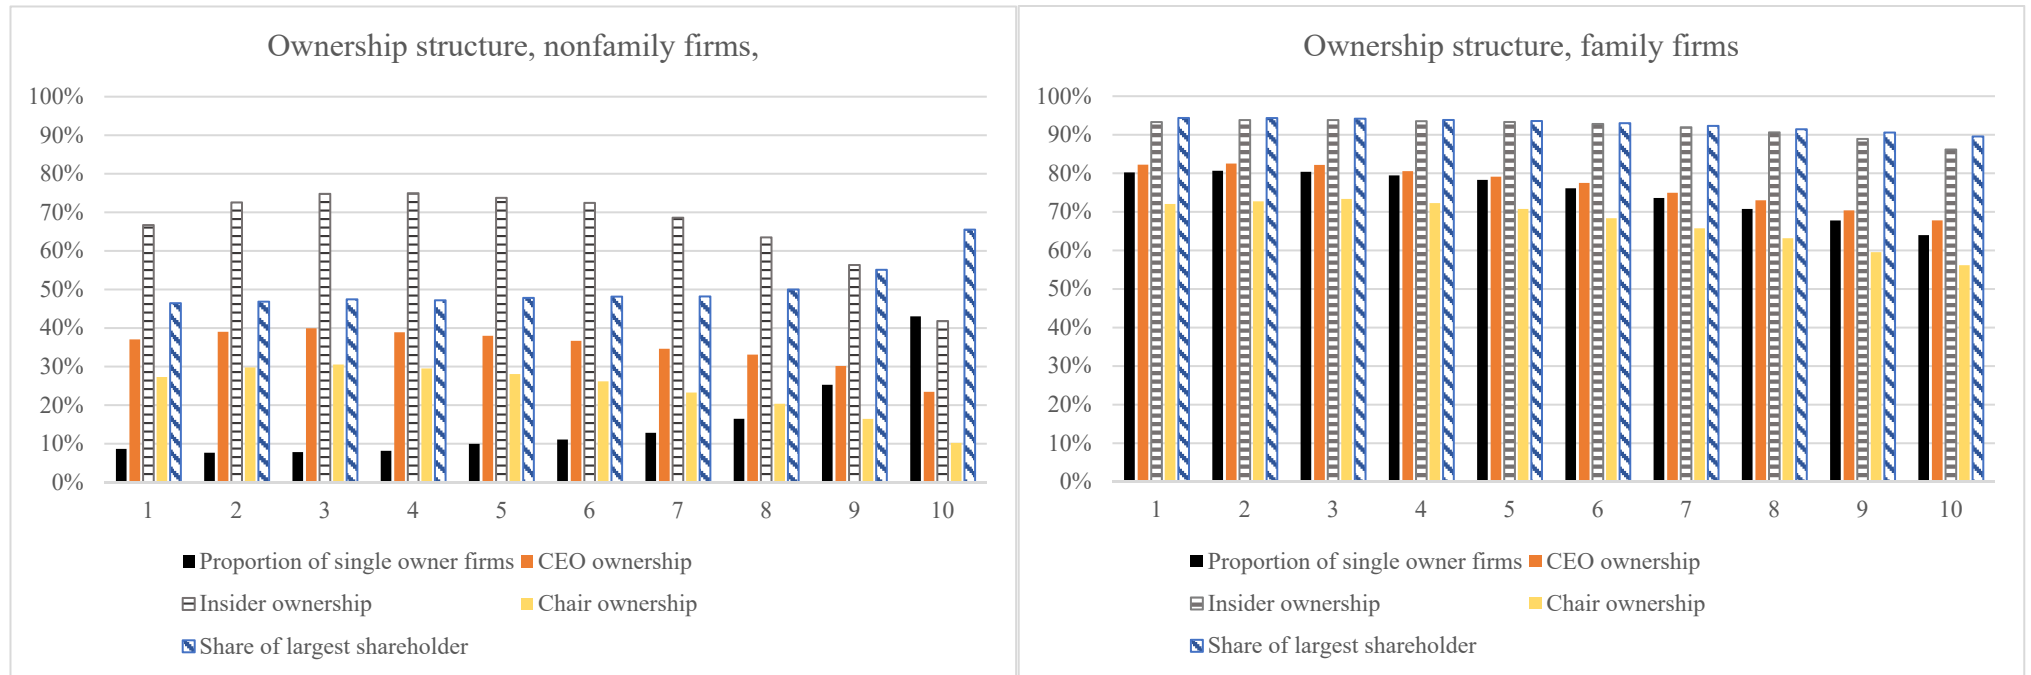 Ownership structure, nonfamily firms,
100%
90%
80%
70%
60%
50%
40%
30%
20%
10%
0%
1 2 3 4 5 6 7 8 9 10
Proportion of single owner firms CEO ownership
Insider ownership Chair ownership
Share of largest shareholder
Ownership structure, family firms
100%
90%
80%
70%
60%
50%
40%
30%
20%
10%
0%
1 2 3 4 5 6 7 8 9 10
Proportion of single owner firms CEO ownership
Insider ownership Chair ownership
Share of largest shareholder